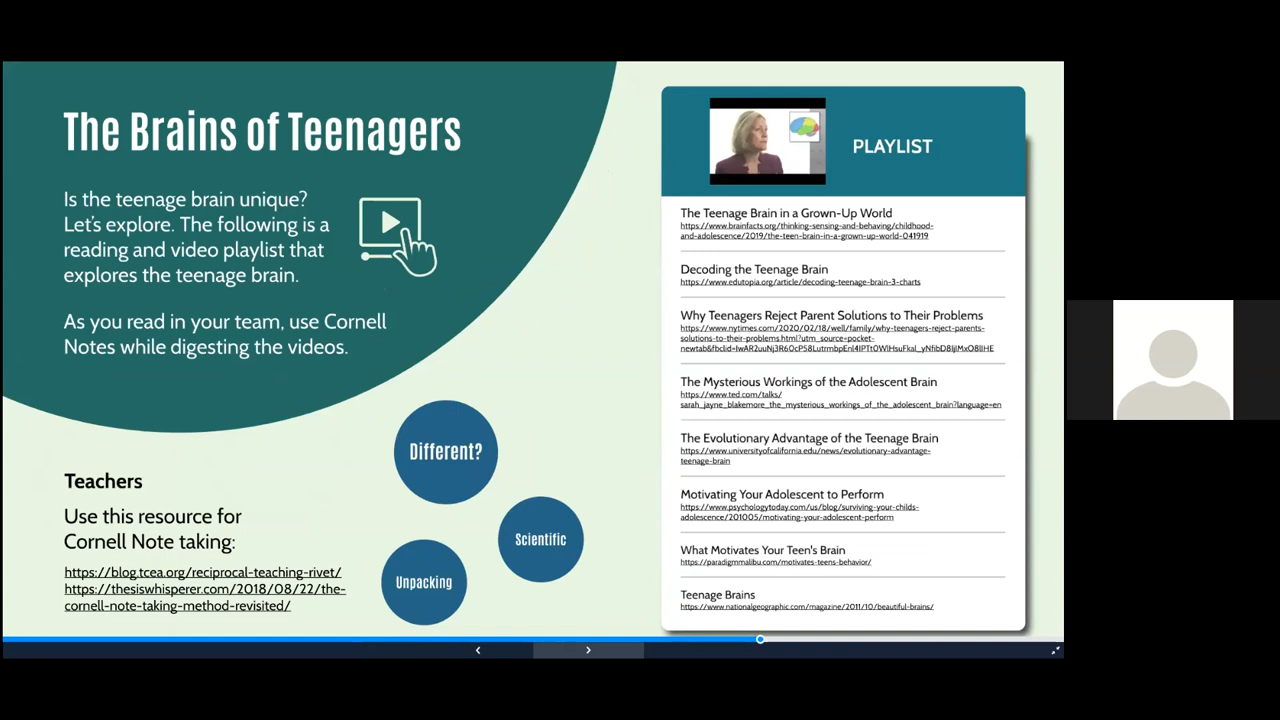 The Brains of Teenagers
Is the teenage brain unique?
Let's explore. The following is a
reading and video playlist that
explores the teenage brain.
As you read in your team, use Cornell
Notes while digesting the videos.
Different?
Scientific
Unpacking
Teachers
Use this resource for
Cornell Note taking:
https://blog.tcea.org/reciprocal-teaching-rivet/
https://thesiswhisperer.com/2018/08/22/the-
cornell-note-taking-method-revisited/
PLAYLIST
The Teenage Brain in a Grown-Up World
https://www.brainfacts.org/thinking-sensing-and-behaving/childhood-
and-adolescence/2019/the-teen-brain-in-a-grown-up-world-041919
Decoding the Teenage Brain
https://www.edutopia.org/article/decoding-teenage-brain-3-charts
Why Teenagers Reject Parent Solutions to Their Problems
https://www.nytimes.com/2020/02/18/well/family/why-teenagers-reject-parents-
solutions-to-their-problems.html?utm_source=pocket-
The Mysterious Workings of the Adolescent Brain
https://www.ted.com/talks/
sarah_jayne_blakemore_the_mysterious_workings_of_the_adolescent_brain?language=en
The Evolutionary Advantage of the Teenage Brain
https://www.universityofcalifornia.edu/news/evolutionary-advantage-
teenage-brain
Motivating Your Adolescent to Perform
https://www.psychologytoday.com/us/blog/surviving-your-childs-
adolescence/201005/motivating-your-adolescent-perform
What Motivates Your Teen's Brain
https://paradigmmalibu.com/motivates-teens-behavior/
Teenage Brains
https://www.nationalgeographic.com/magazine/2011/10/beautiful-brains/